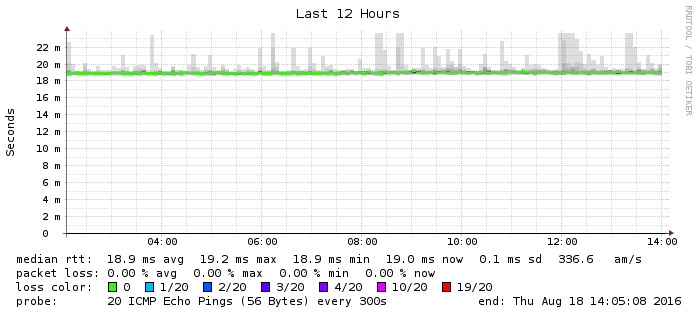 Last 12 Hours
RRDTOOL / TOBI OETIKER
Seconds
22 m
20 m
18 m
16 m
14 m
12 m
10 m
8 m
6 m
4 m
2 m
0
04:00 06:00 08:00 10:00 12:00 14:00
median rtt: 18.9 ms avg 19.2 ms max 18.9 ms min 19.0 ms now 0.1 ms sd 336.6 am/s
packet loss: 0.00 % avg 0.00 % max 0.00 % min 0.00 % now
loss color: 0 1/20 2/20 3/20 4/20 10/20 19/20
probe: 20 ICMP Echo Pings (56 Bytes) every 300s end: Thu Aug 18 14:05:08 2016